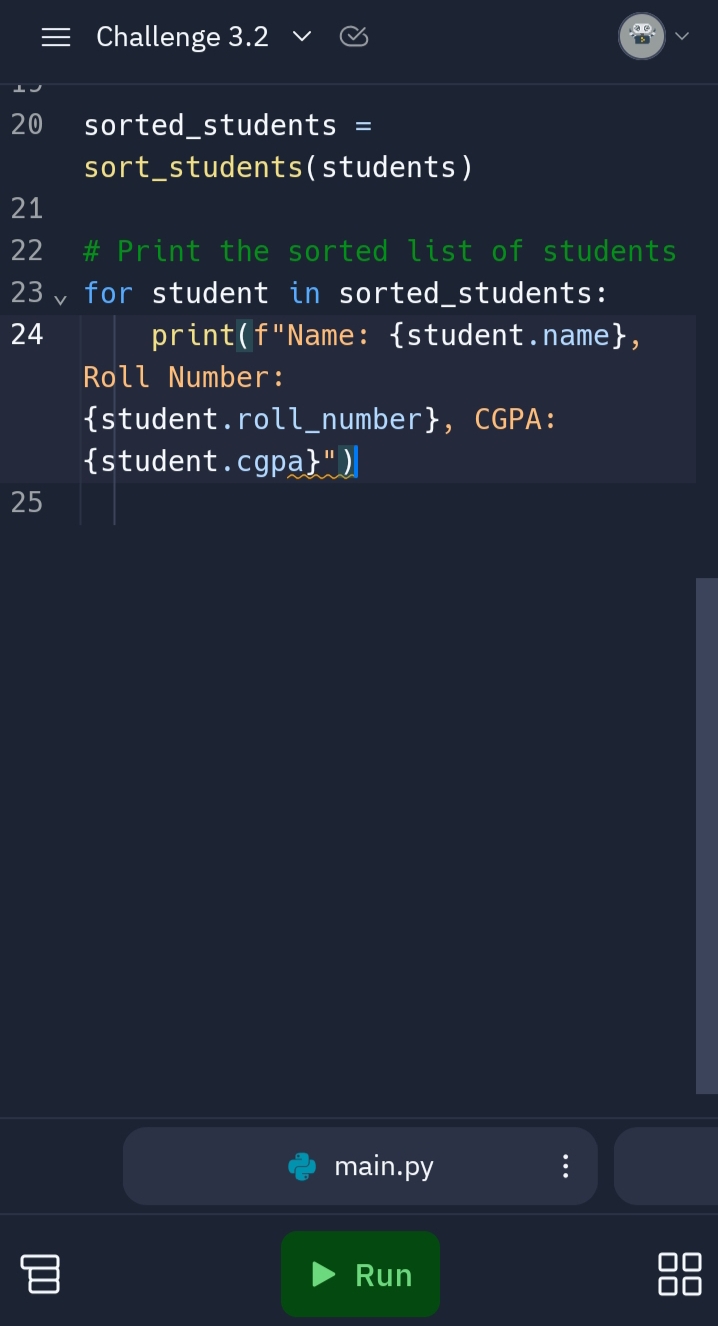 Challenge 3.2
19
20 sorted_students =
sort_students(students)
21
22 # Print the sorted list of students
23 for student in sorted_students:
24 print(f"Name: {student.name},
Roll Number:
{student.roll_number}, CGPA:
{student.cgpa}")
25
main.py
Run